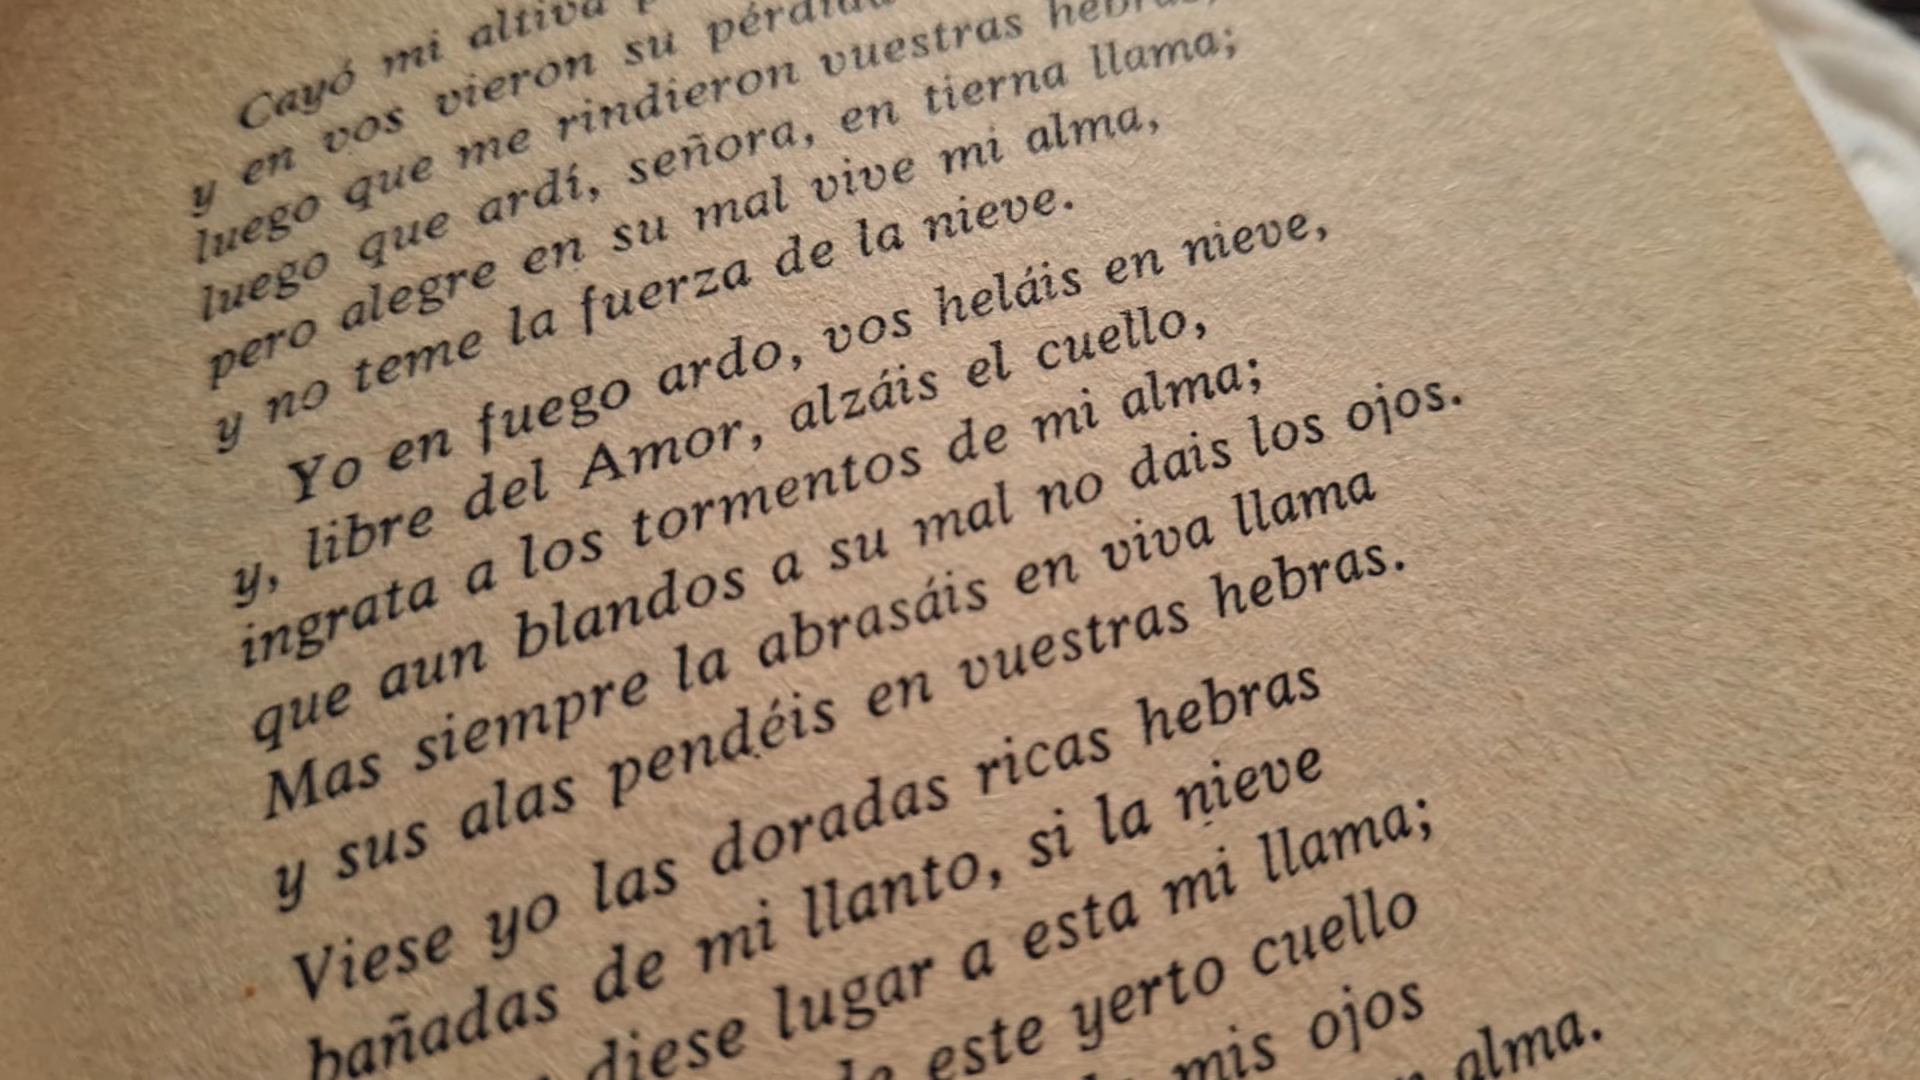 Cayó mi altiva
y en vos vieron su pérdida
luego que me rindieron vuestras hebras,
luego que ardí, señora, en tierna llama;
pero alegre en su mal vive mi alma,
y no teme la fuerza de la nieve.
Yo en fuego ardo, vos heláis en nieve,
y, libre del Amor, alzáis el cuello,
ingrata a los tormentos de mi alma;
que aun blandos a su mal no dais los ojos.
Mas siempre la abrasáis en viva llama
y sus alas pendéis en vuestras hebras.
Viese yo las doradas ricas hebras
bañadas de mi llanto, si la nieve
diese lugar a esta mi llama;
este yerto cuello
mis ojos
alma.